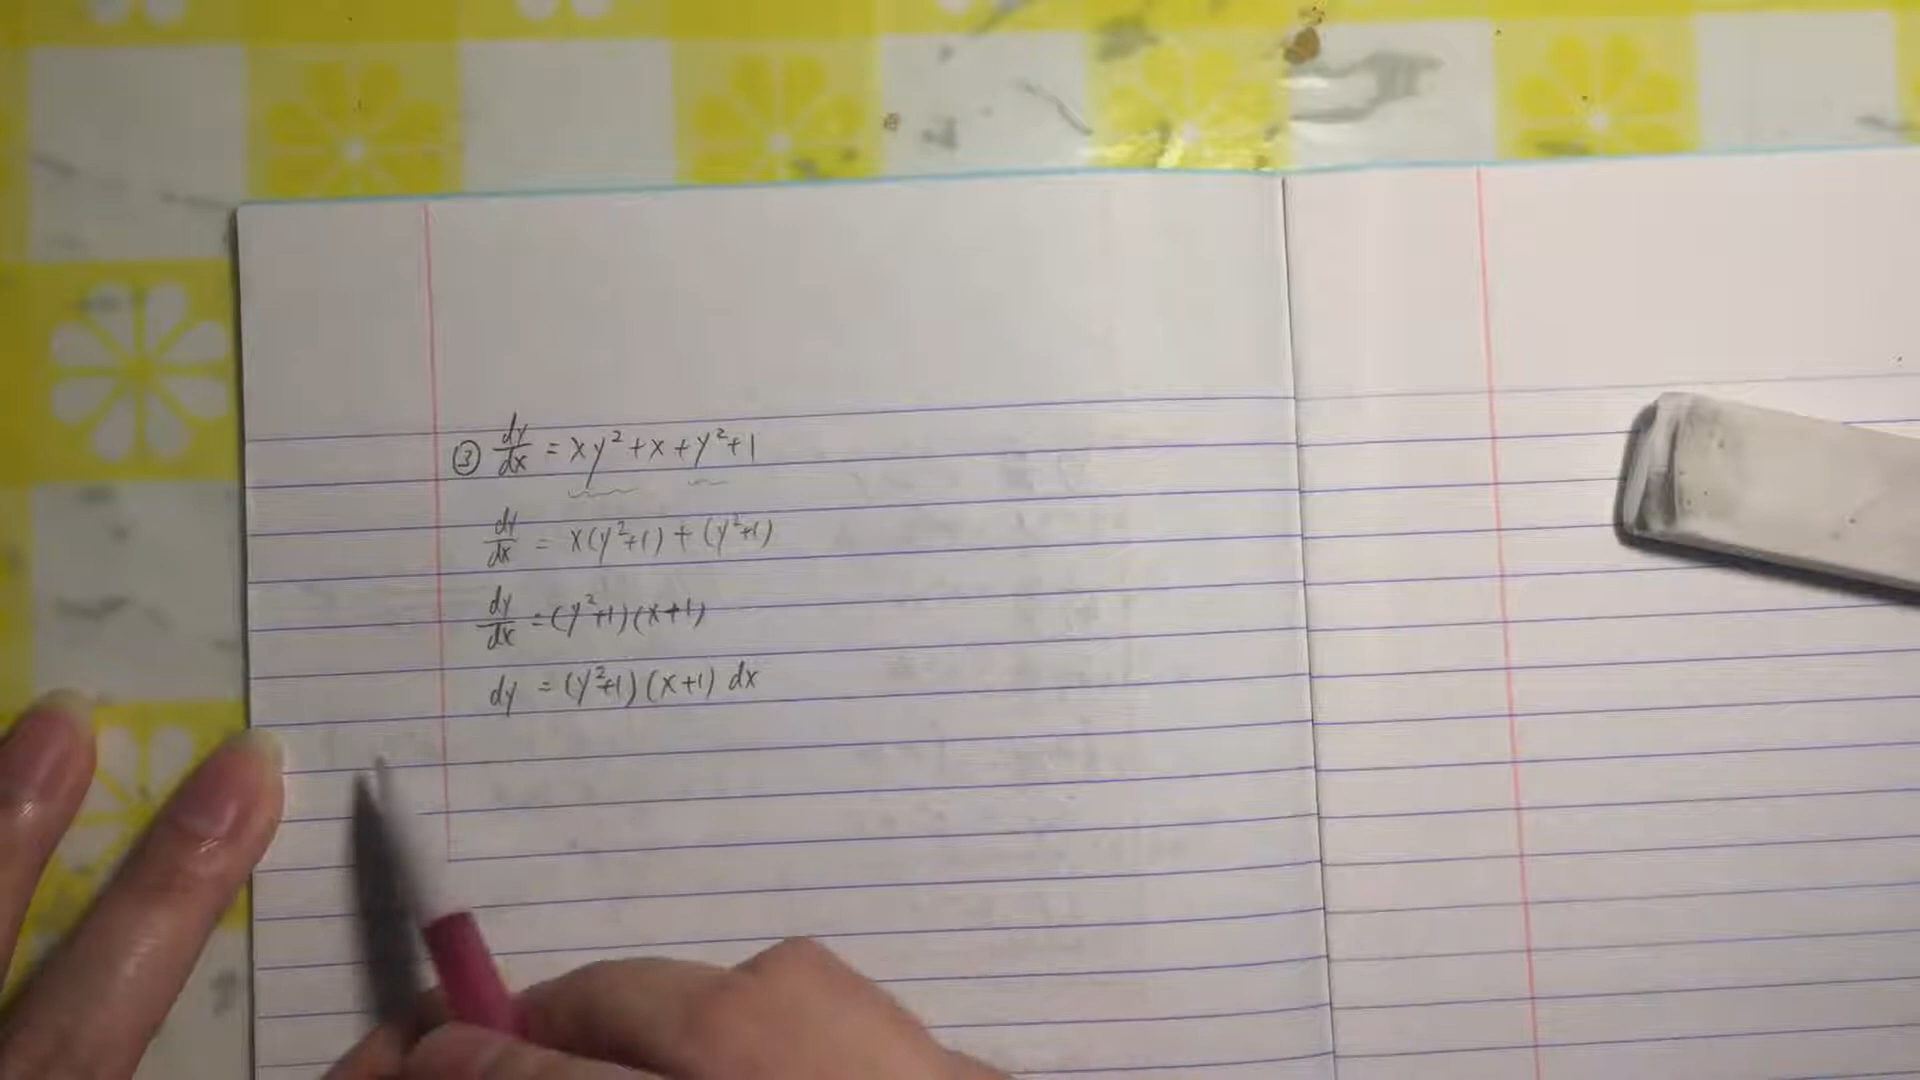 ③ dy/dx = xy² + x + y² + 1
dy/dx = x(y²+1) + (y²+1)
dy/dx = (y²+1)(x+1)
dy = (y²+1)(x+1) dx